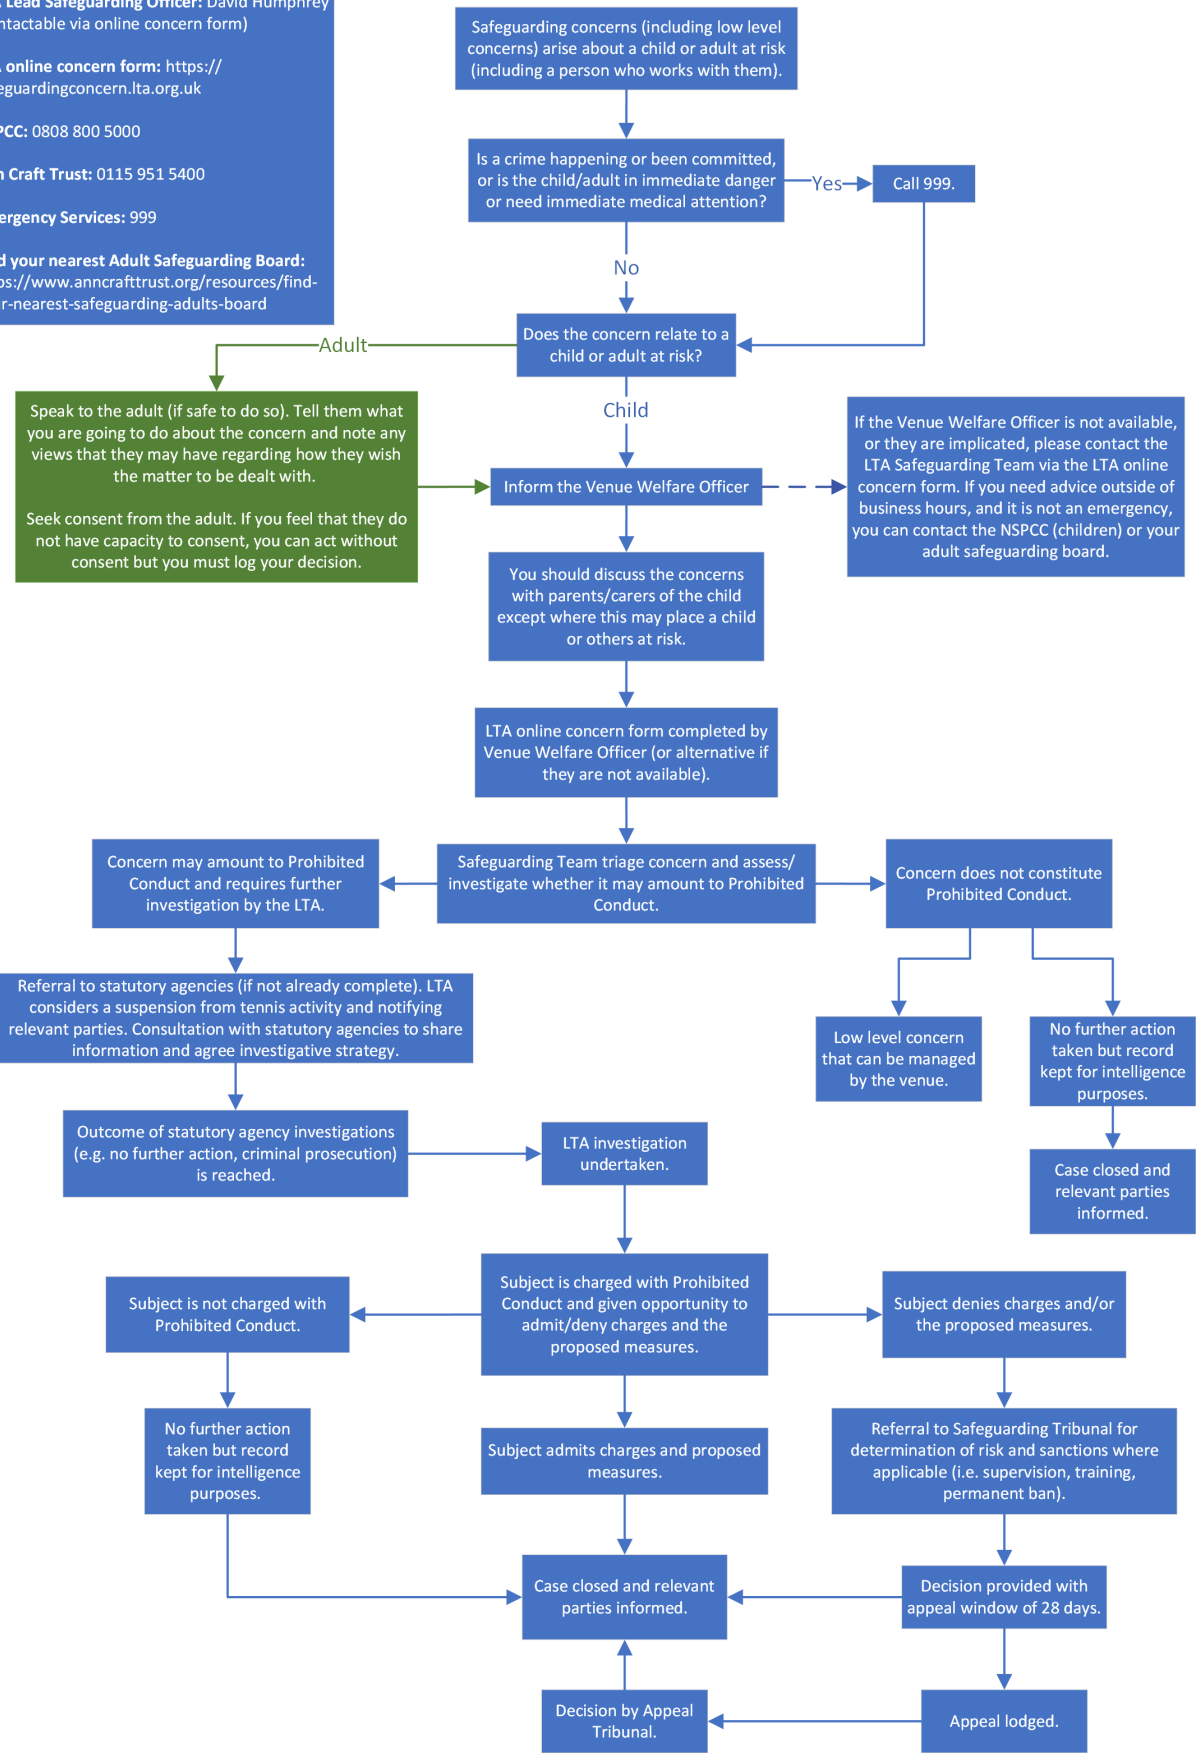 Lead Safeguarding Officer: David Humphrey
ntactable via online concern form)
online concern form: https://
eguardingconcern.lta.org.uk
PCC: 0808 800 5000
n Craft Trust: 0115 951 5400
ergency Services: 999
d your nearest Adult Safeguarding Board:
ps://www.anncrafttrust.org/resources/find-
r-nearest-safeguarding-adults-board
Safeguarding concerns (including low level
concerns) arise about a child or adult at risk
(including a person who works with them).
Is a crime happening or been committed,
or is the child/adult in immediate danger
or need immediate medical attention?
Yes
Call 999.
No
Does the concern relate to a
child or adult at risk?
Adult
Child
Speak to the adult (if safe to do so). Tell them what
you are going to do about the concern and note any
views that they may have regarding how they wish
the matter to be dealt with.
Seek consent from the adult. If you feel that they do
not have capacity to consent, you can act without
consent but you must log your decision.
Inform the Venue Welfare Officer
If the Venue Welfare Officer is not available,
or they are implicated, please contact the
LTA Safeguarding Team via the LTA online
concern form. If you need advice outside of
business hours, and it is not an emergency,
you can contact the NSPCC (children) or your
adult safeguarding board.
You should discuss the concerns
with parents/carers of the child
except where this may place a child
or others at risk.
LTA online concern form completed by
Venue Welfare Officer (or alternative if
they are not available).
Concern may amount to Prohibited
Conduct and requires further
investigation by the LTA.
Safeguarding Team triage concern and assess/
investigate whether it may amount to Prohibited
Conduct.
Concern does not constitute
Prohibited Conduct.
Referral to statutory agencies (if not already complete). LTA
considers a suspension from tennis activity and notifying
relevant parties. Consultation with statutory agencies to share
information and agree investigative strategy.
Low level concern
that can be managed
by the venue.
No further action
taken but record
kept for intelligence
purposes.
Outcome of statutory agency investigations
(e.g. no further action, criminal prosecution)
is reached.
LTA investigation
undertaken.
Case closed and
relevant parties
informed.
Subject is not charged with
Prohibited Conduct.
Subject is charged with Prohibited
Conduct and given opportunity to
admit/deny charges and the
proposed measures.
Subject denies charges and/or
the proposed measures.
No further action
taken but record
kept for intelligence
purposes.
Subject admits charges and proposed
measures.
Referral to Safeguarding Tribunal for
determination of risk and sanctions where
applicable (i.e. supervision, training,
permanent ban).
Case closed and relevant
parties informed.
Decision provided with
appeal window of 28 days.
Decision by Appeal
Tribunal.
Appeal lodged.